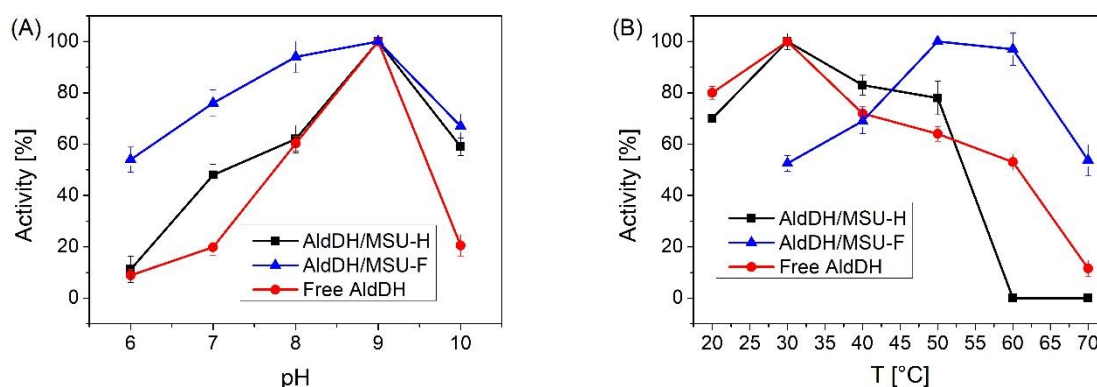 (A)
Activity [%]
100
80
60
40
20
0
AldDH/MSU-H
AldDH/MSU-F
Free AldDH
6 7 8 9 10
pH
(B)
Activity [%]
100
80
60
40
20
0
AldDH/MSU-H
AldDH/MSU-F
Free AldDH
20 25 30 35 40 45 50 55 60 65 70
T [°C]